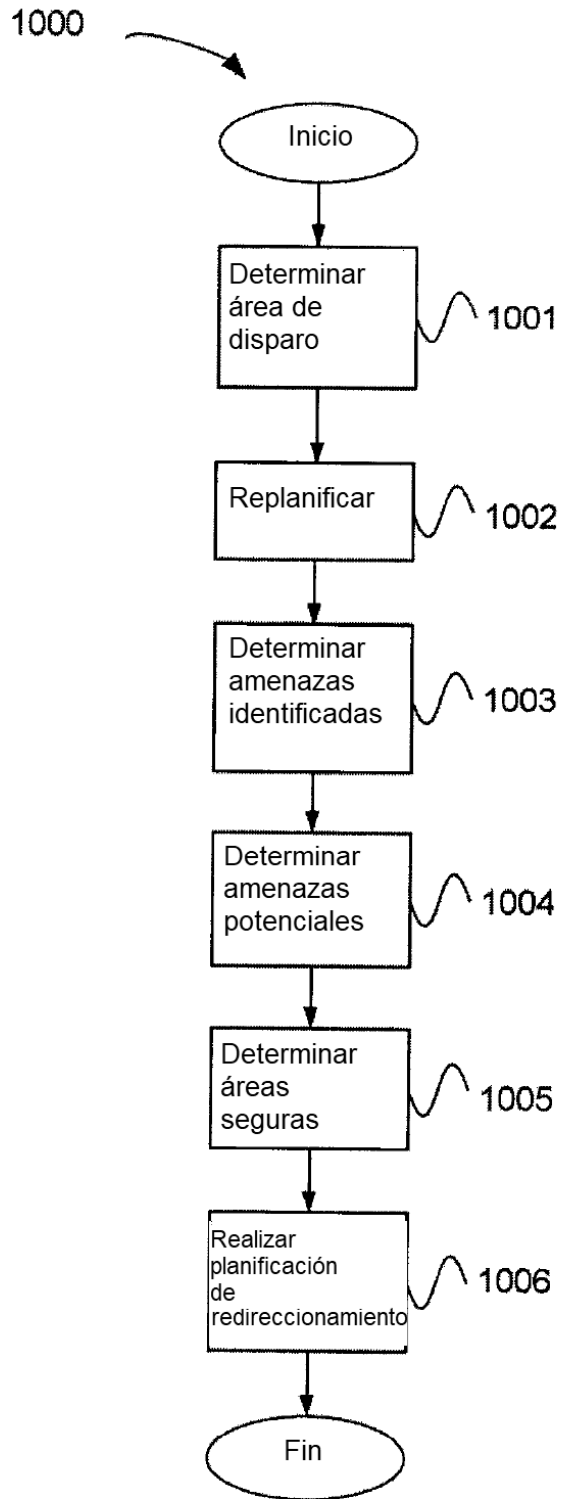 1000
Inicio
Determinar
área de
disparo
1001
Replanificar
1002
Determinar
amenazas
identificadas
1003
Determinar
amenazas
potenciales
1004
Determinar
áreas
seguras
1005
Realizar
planificación
de
redireccionamiento
1006
Fin